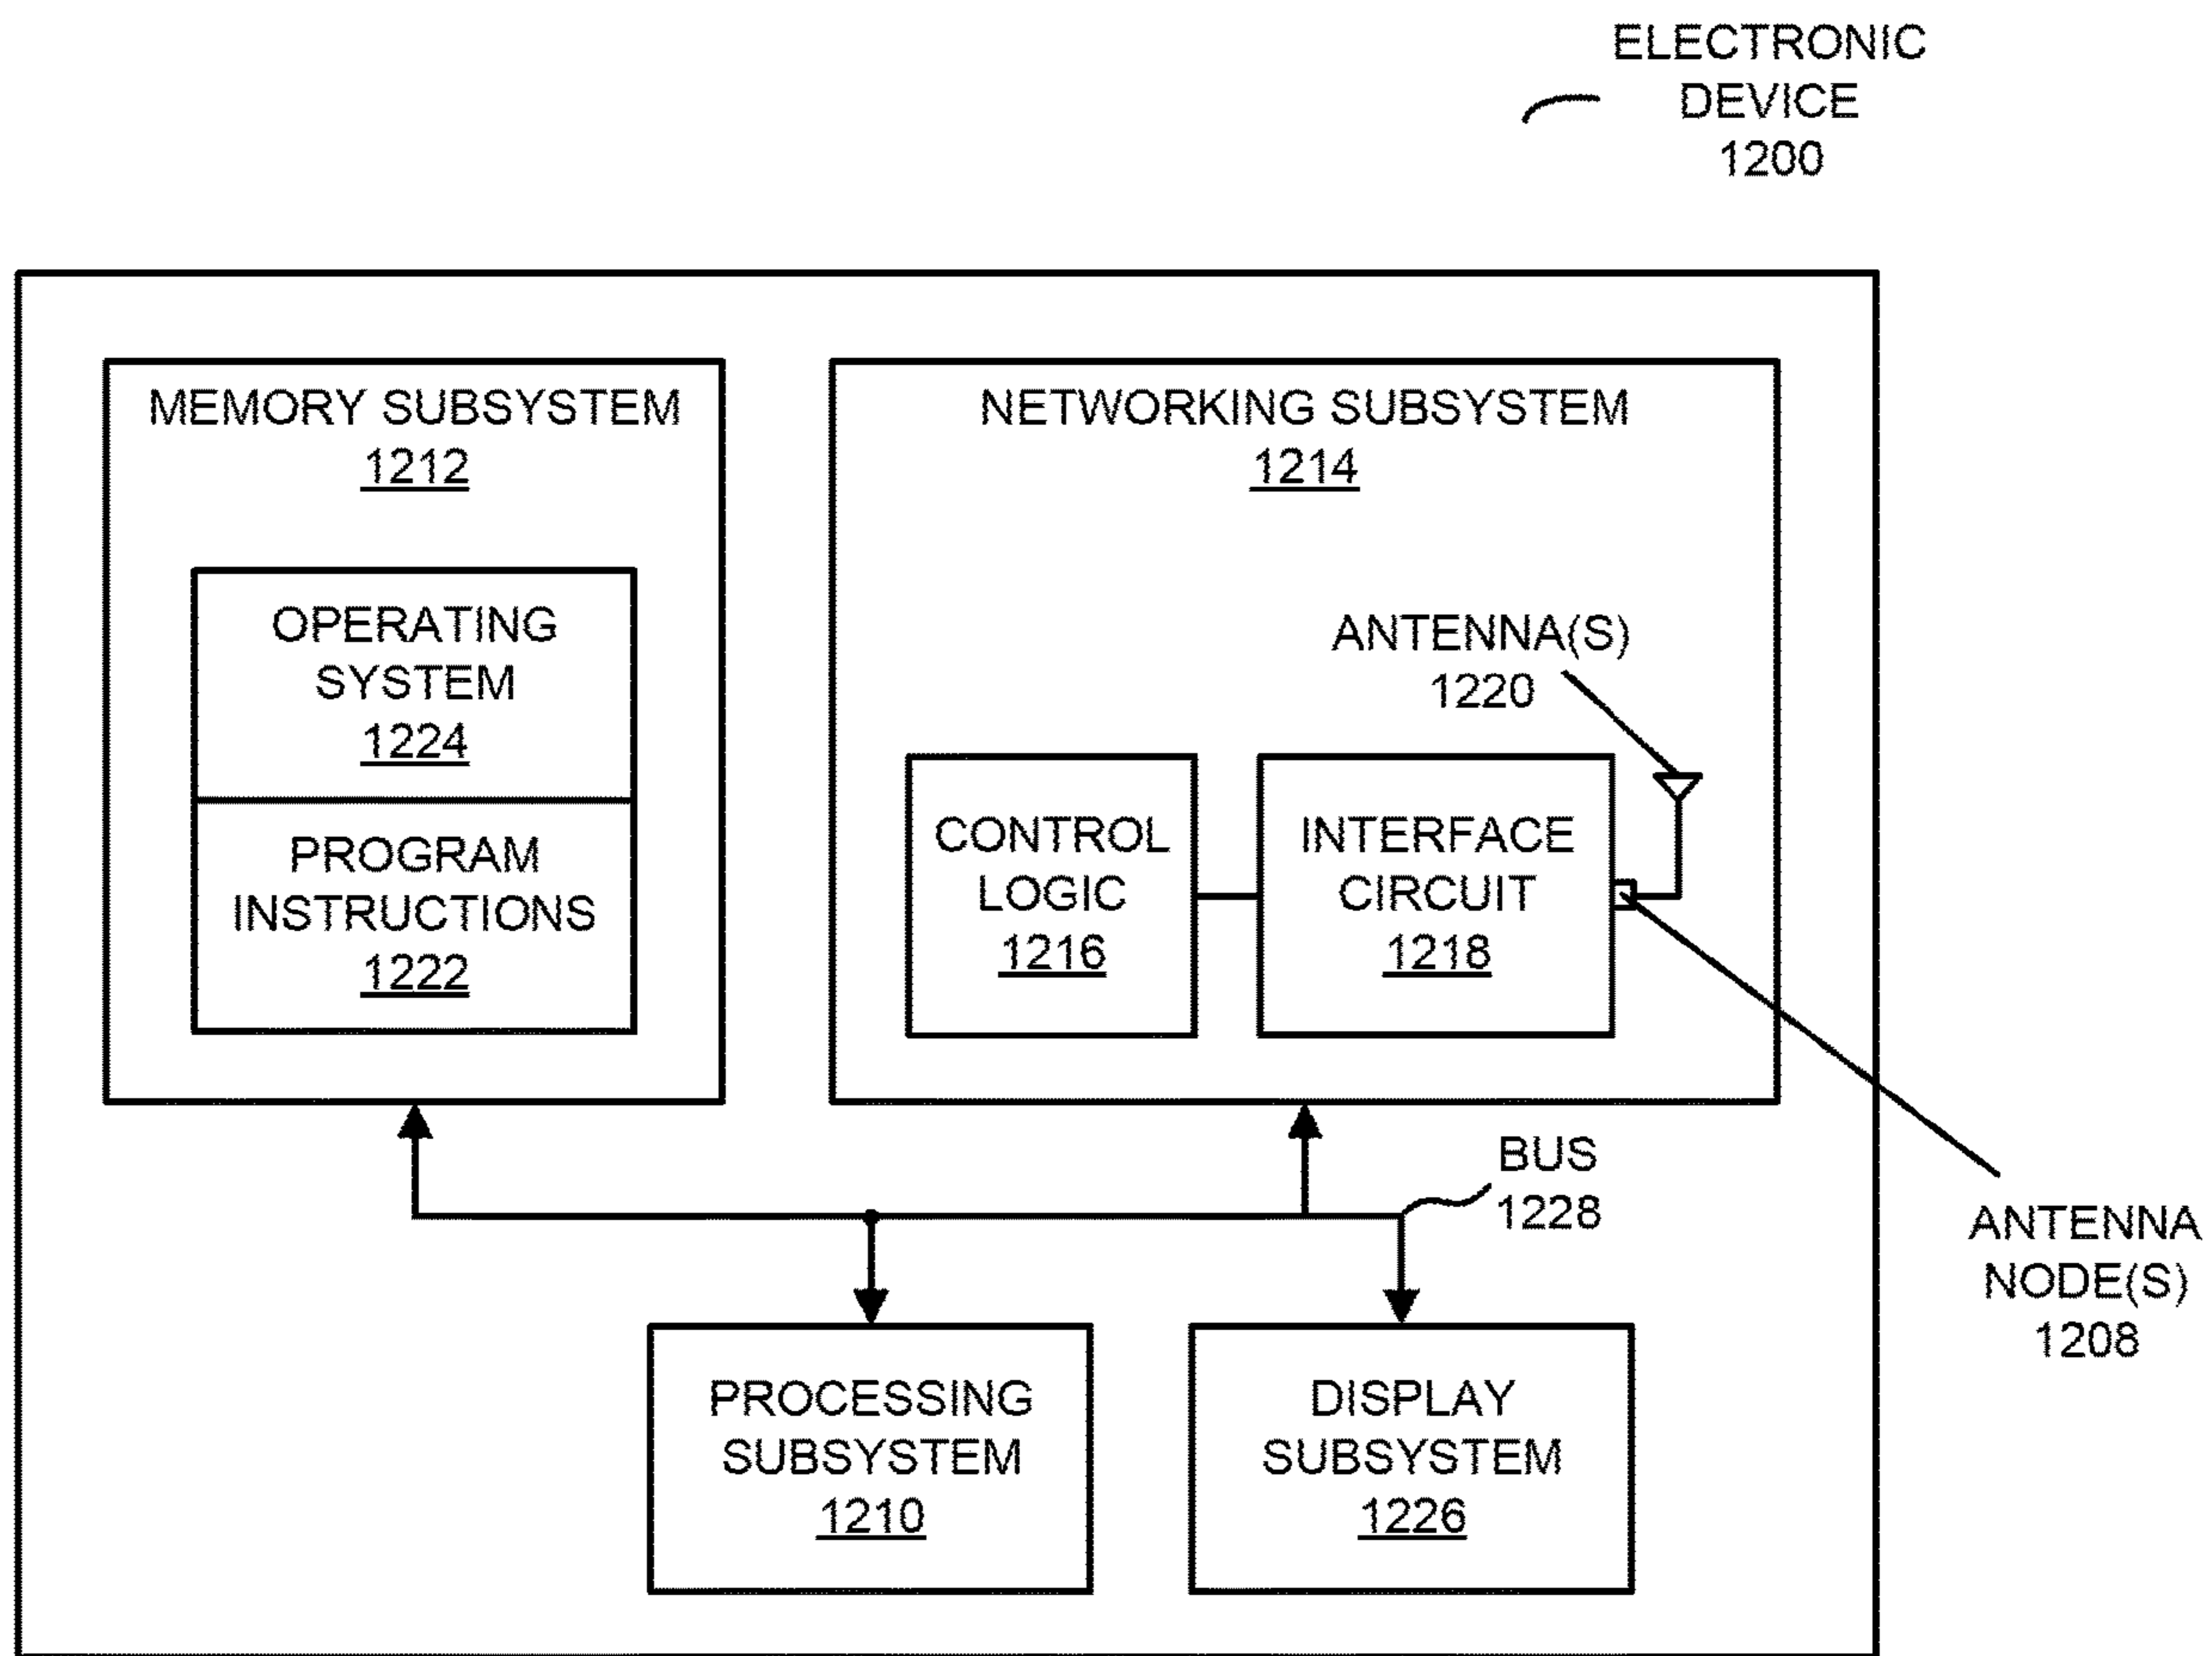 ELECTRONIC
DEVICE
1200
MEMORY SUBSYSTEM
1212
OPERATING
SYSTEM
1224
PROGRAM
INSTRUCTIONS
1222
NETWORKING SUBSYSTEM
1214
ANTENNA(S)
1220
CONTROL
LOGIC
1216
INTERFACE
CIRCUIT
1218
BUS
1228
ANTENNA
NODE(S)
1208
PROCESSING
SUBSYSTEM
1210
DISPLAY
SUBSYSTEM
1226